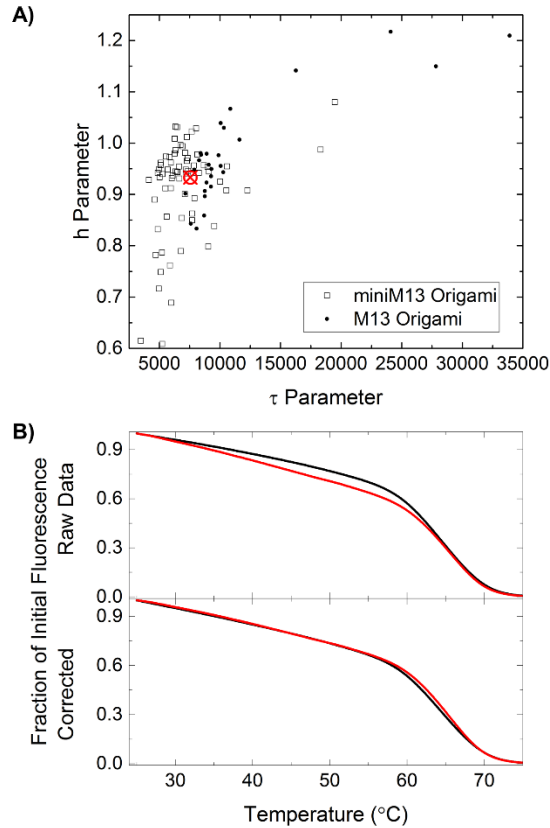 A)
1.2
1.1
1.0
0.9
0.8
0.7
0.6
h Parameter
miniM13 Origami
M13 Origami
5000 10000 15000 20000 25000 30000 35000
τ Parameter
B)
0.9
0.6
0.3
0.0
0.9
0.6
0.3
0.0
Fraction of Initial Fluorescence
Raw Data
Corrected
30 40 50 60 70
Temperature (°C)